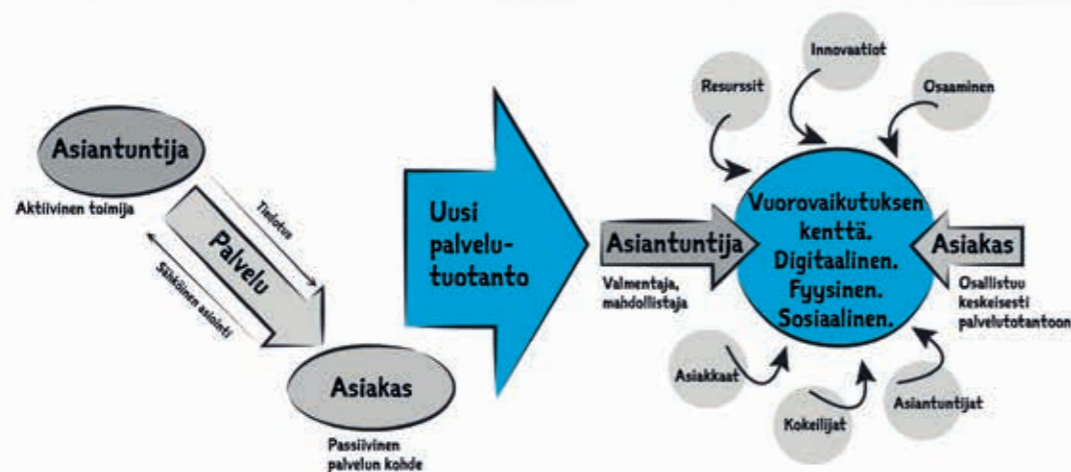 Asiantuntija
Aktiivinen toimija
Tiedotus
Palvelu
Sähköinen asiointi
Asiakas
Passiivinen
palvelun kohde
Uusi
palvelu-
tuotanto
Resurssit
Innovaatiot
Osaaminen
Asiantuntija
Valmentaja,
mahdollistaja
Vuorovaikutuksen
kenttä.
Digitaalinen.
Fyysinen.
Sosiaalinen.
Asiakas
Osallistuu
keskeisesti
palvelutotantoon
Asiakkaat
Kokeilijat
Asiantuntijat